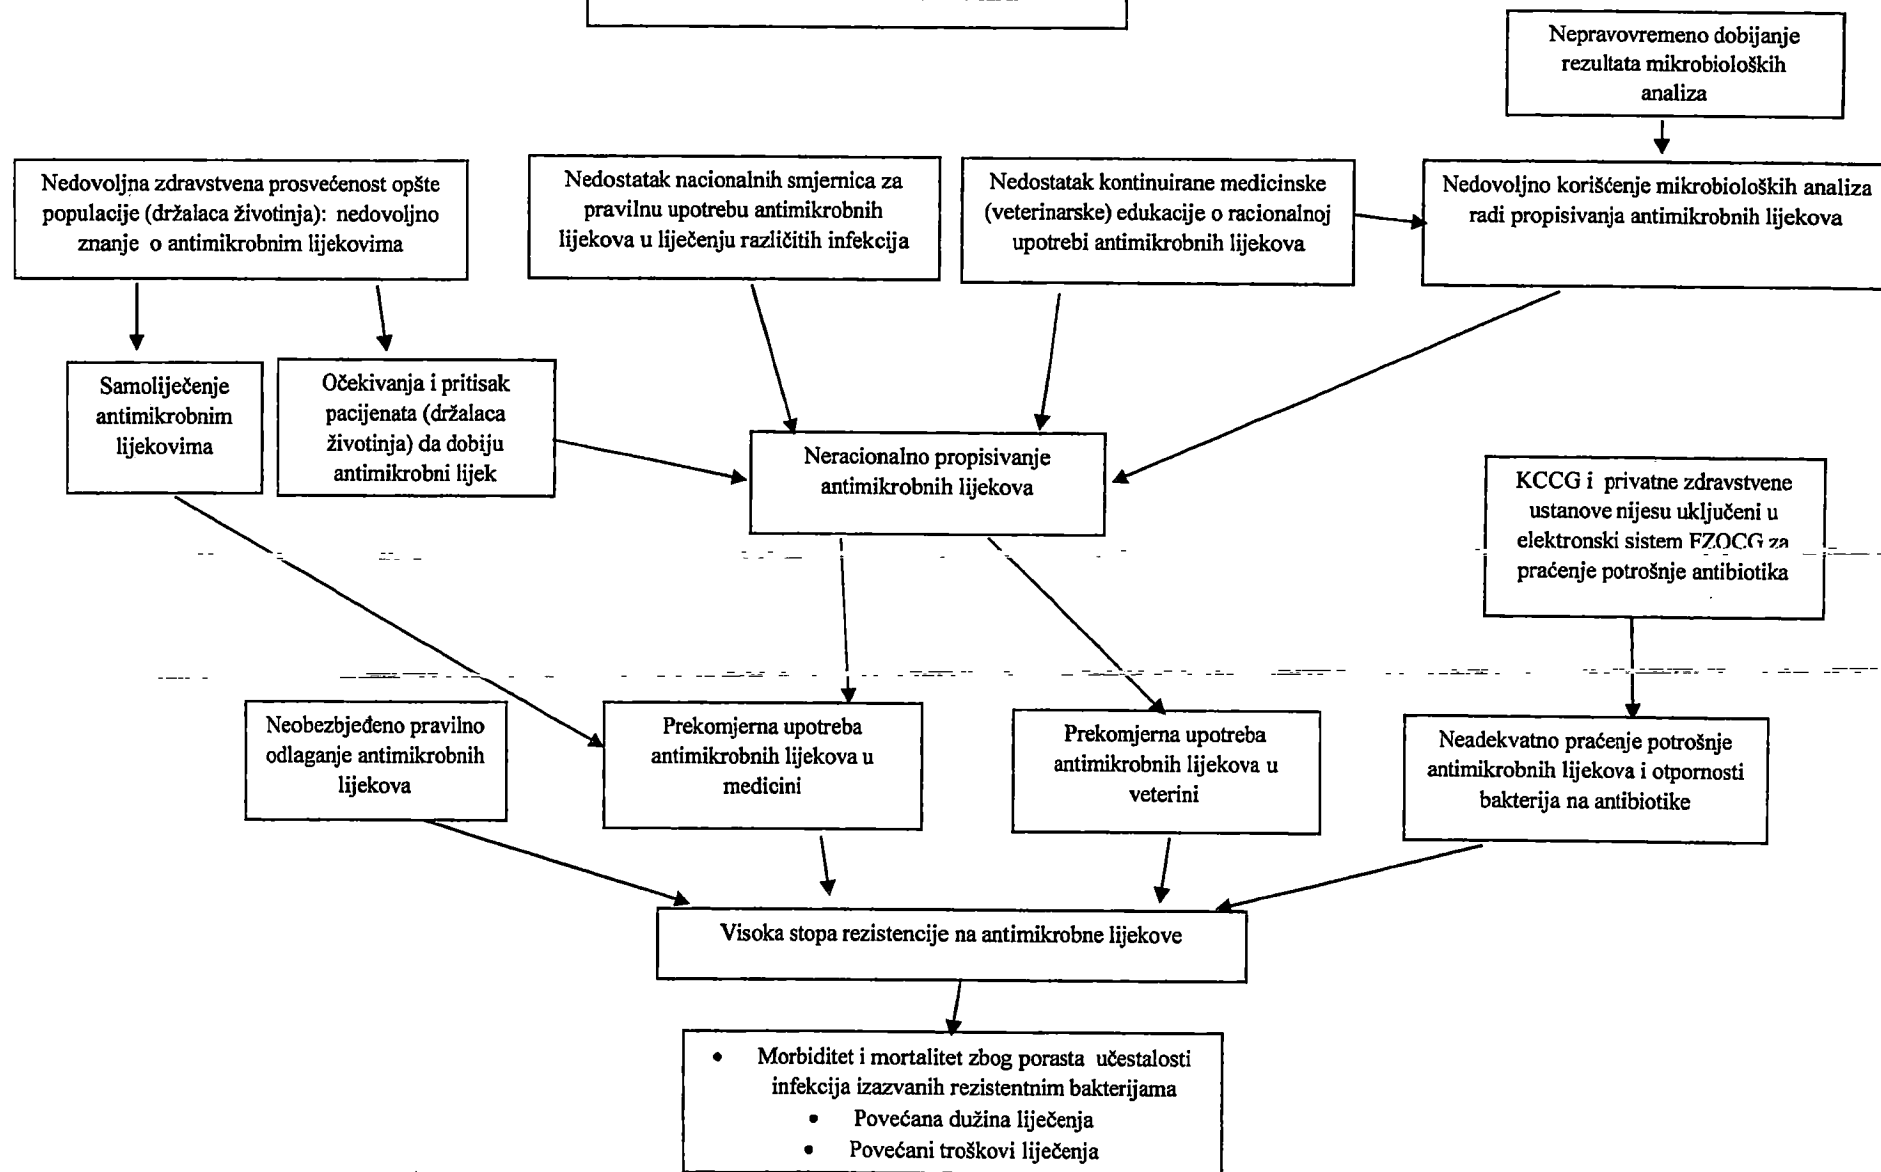 Nepravovremeno dobijanje
rezultata mikrobioloških
analiza
Nedovoljna zdravstvena prosvećenost opšte
populacije (držalaca životinja): nedovoljno
znanje o antimikrobnim lijekovima
Nedostatak nacionalnih smjernica za
pravilnu upotrebu antimikrobnih
lijekova u liječenju različitih infekcija
Nedostatak kontinuirane medicinske
(veterinarske) edukacije o racionalnoj
upotrebi antimikrobnih lijekova
Nedovoljno korišćenje mikrobioloških analiza
radi propisivanja antimikrobnih lijekova
Samoliječenje
antimikrobnim
lijekovima
Očekivanja i pritisak
pacijenata (držalaca
životinja) da dobiju
antimikrobni lijek
Neracionalno propisivanje
antimikrobnih lijekova
KCCG i privatne zdravstvene
ustanove nijesu uključeni u
elektronski sistem FZOCG za
praćenje potrošnje antibiotika
Neobezbjeđeno pravilno
odlaganje antimikrobnih
lijekova
Prekomjerna upotreba
antimikrobnih lijekova u
medicini
Prekomjerna upotreba
antimikrobnih lijekova u
veterini
Neadekvatno praćenje potrošnje
antimikrobnih lijekova i otpornosti
bakterija na antibiotike
Visoka stopa rezistencije na antimikrobne lijekove
• Morbiditet i mortalitet zbog porasta učestalosti
infekcija izazvanih rezistentnim bakterijama
• Povećana dužina liječenja
• Povećani troškovi liječenja